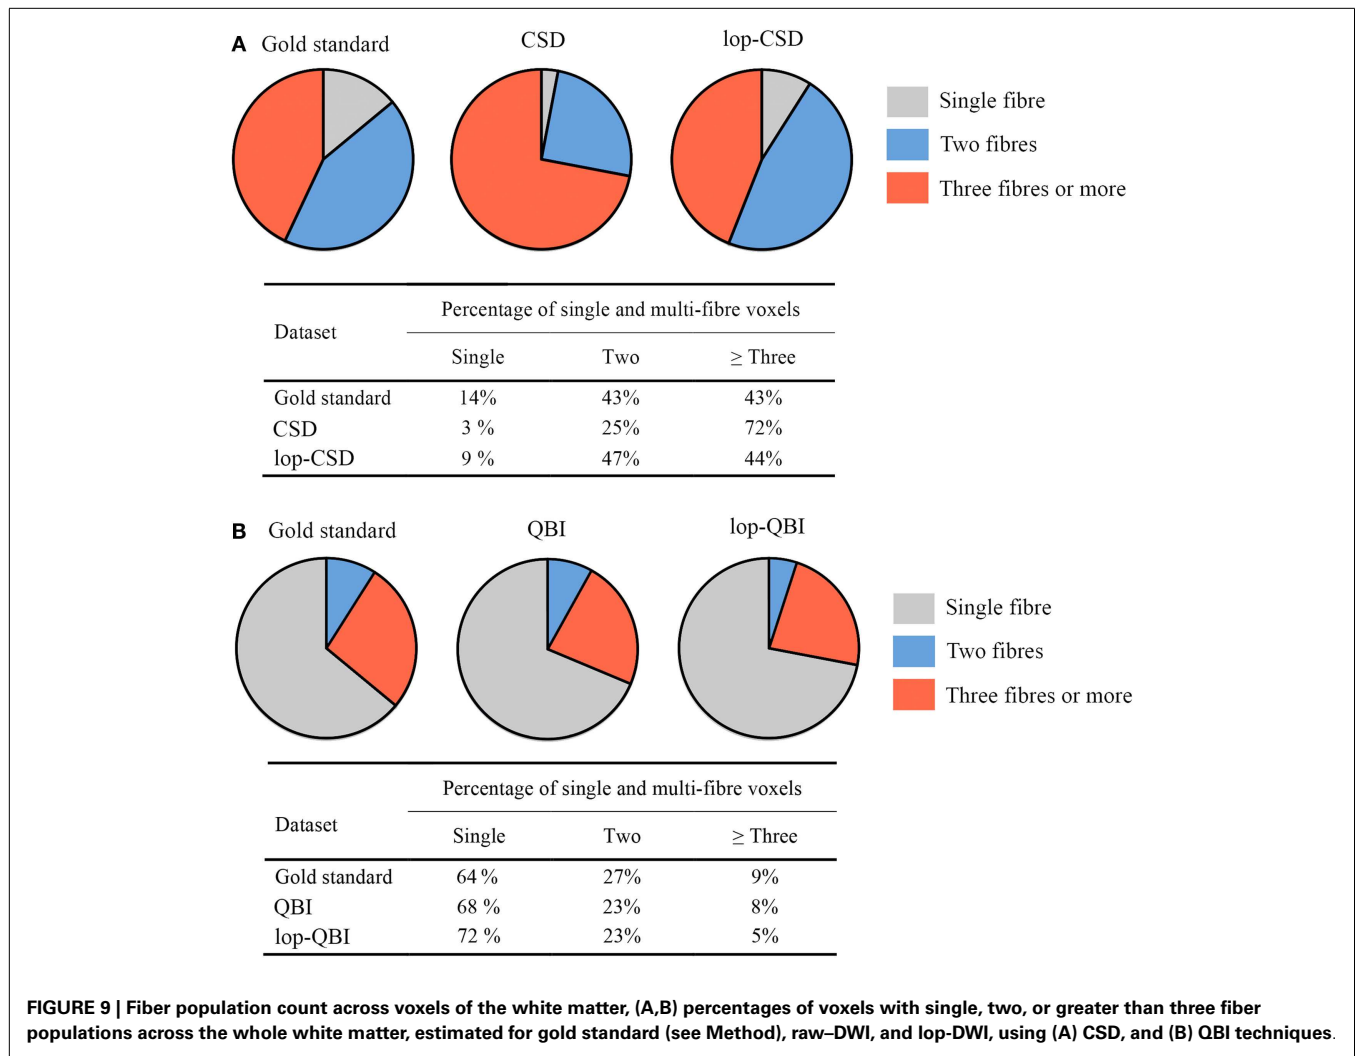 A Gold standard CSD lop-CSD
Single fibre
Two fibres
Three fibres or more
Dataset
Percentage of single and multi-fibre voxels
Single Two ≥ Three
Gold standard 14% 43% 43%
CSD 3 % 25% 72%
lop-CSD 9 % 47% 44%
B Gold standard QBI lop-QBI
Single fibre
Two fibres
Three fibres or more
Dataset
Percentage of single and multi-fibre voxels
Single Two ≥ Three
Gold standard 64 % 27% 9%
QBI 68 % 23% 8%
lop-QBI 72 % 23% 5%
FIGURE 9 | Fiber population count across voxels of the white matter, (A,B) percentages of voxels with single, two, or greater than three fiber
populations across the whole white matter, estimated for gold standard (see Method), raw–DWI, and lop-DWI, using (A) CSD, and (B) QBI techniques.